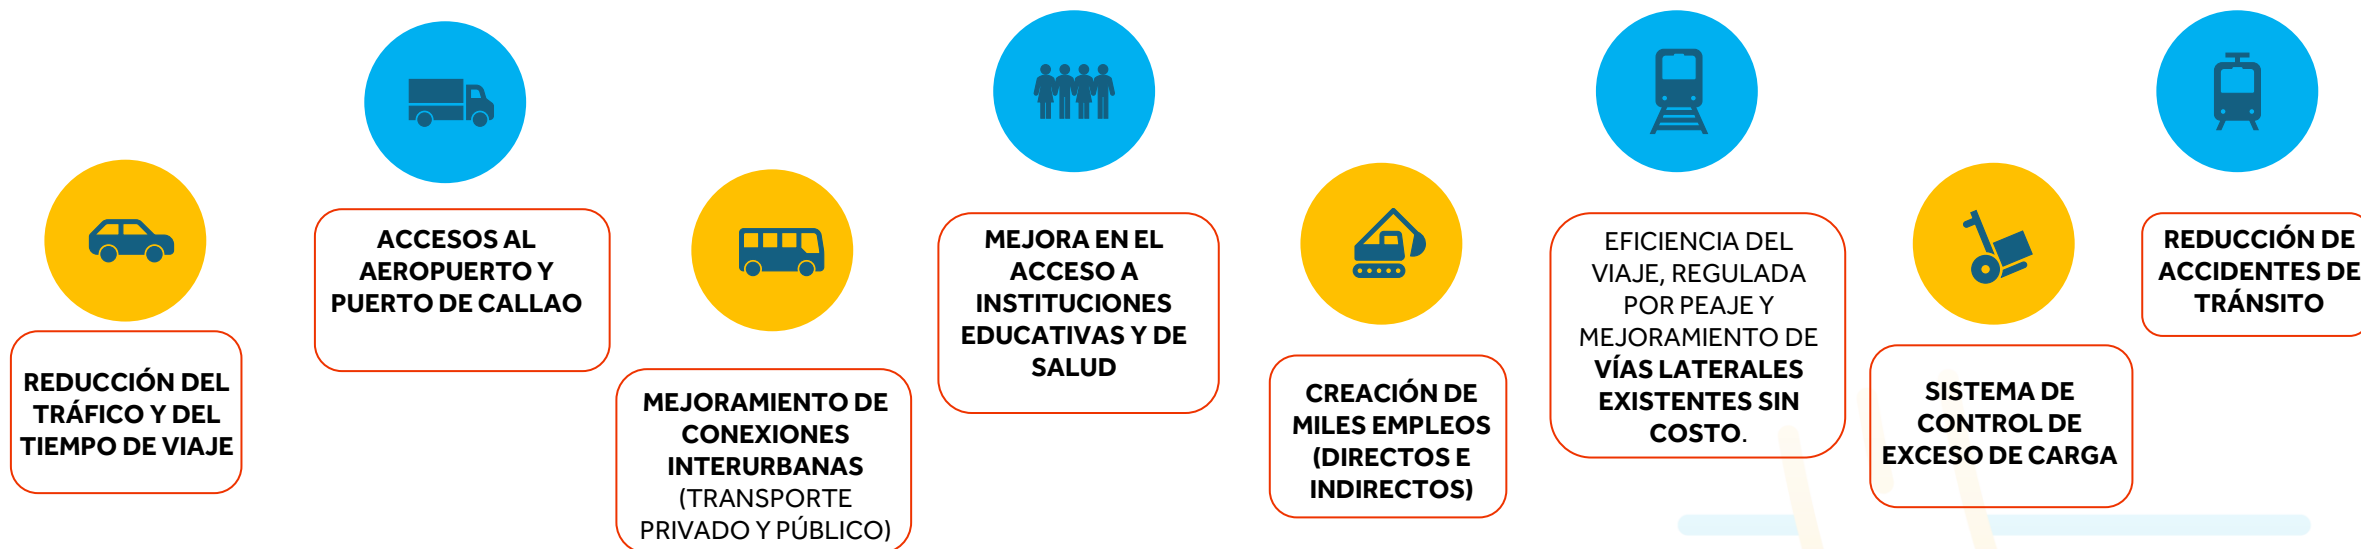 REDUCCIÓN DEL
TRÁFICO Y DEL
TIEMPO DE VIAJE
ACCESOS AL
AEROPUERTO Y
PUERTO DE CALLAO
MEJORAMIENTO DE
CONEXIONES
INTERURBANAS
(TRANSPORTE
PRIVADO Y PÚBLICO)
MEJORA EN EL
ACCESO A
INSTITUCIONES
EDUCATIVAS Y DE
SALUD
CREACIÓN DE
MILES EMPLEOS
(DIRECTOS E
INDIRECTOS)
EFICIENCIA DEL
VIAJE, REGULADA
POR PEAJE Y
MEJORAMIENTO DE
VÍAS LATERALES
EXISTENTES SIN
COSTO.
SISTEMA DE
CONTROL DE
EXCESO DE CARGA
REDUCCIÓN DE
ACCIDENTES DE
TRÁNSITO